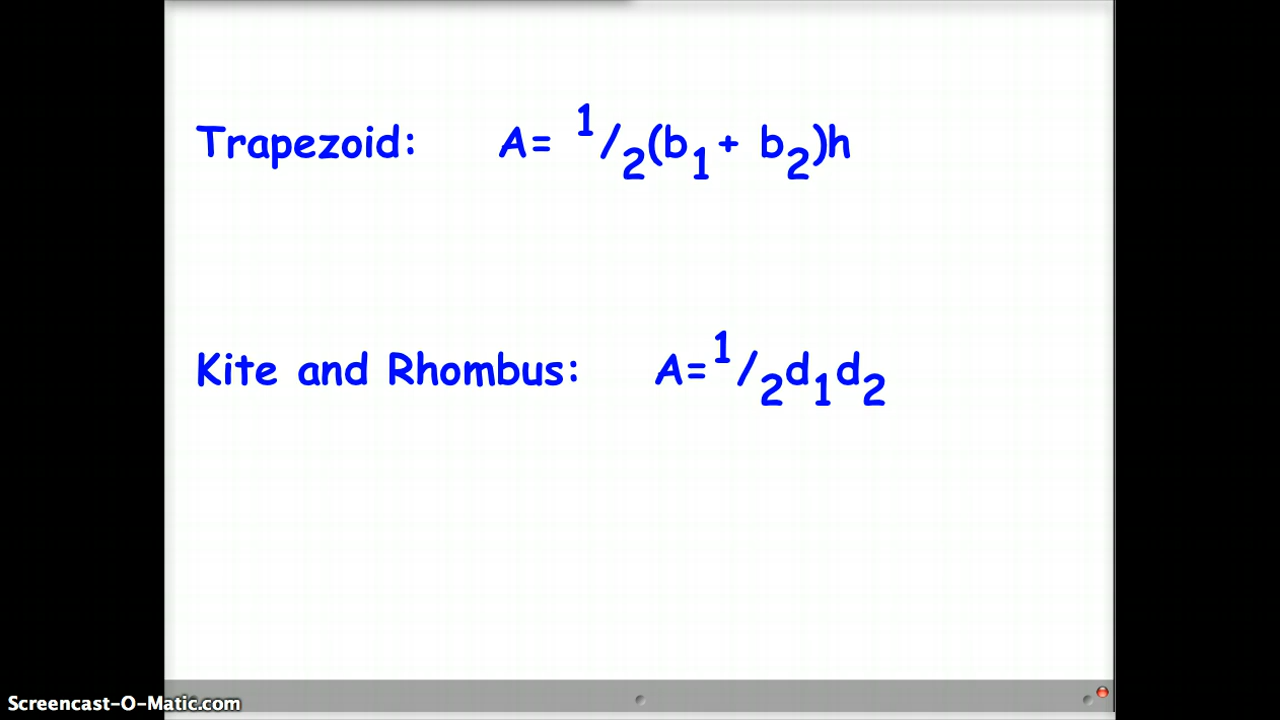 Trapezoid: A= 1/2(b1+ b2)h
Kite and Rhombus: A=1/2d1d2
Screencast-O-Matic.com